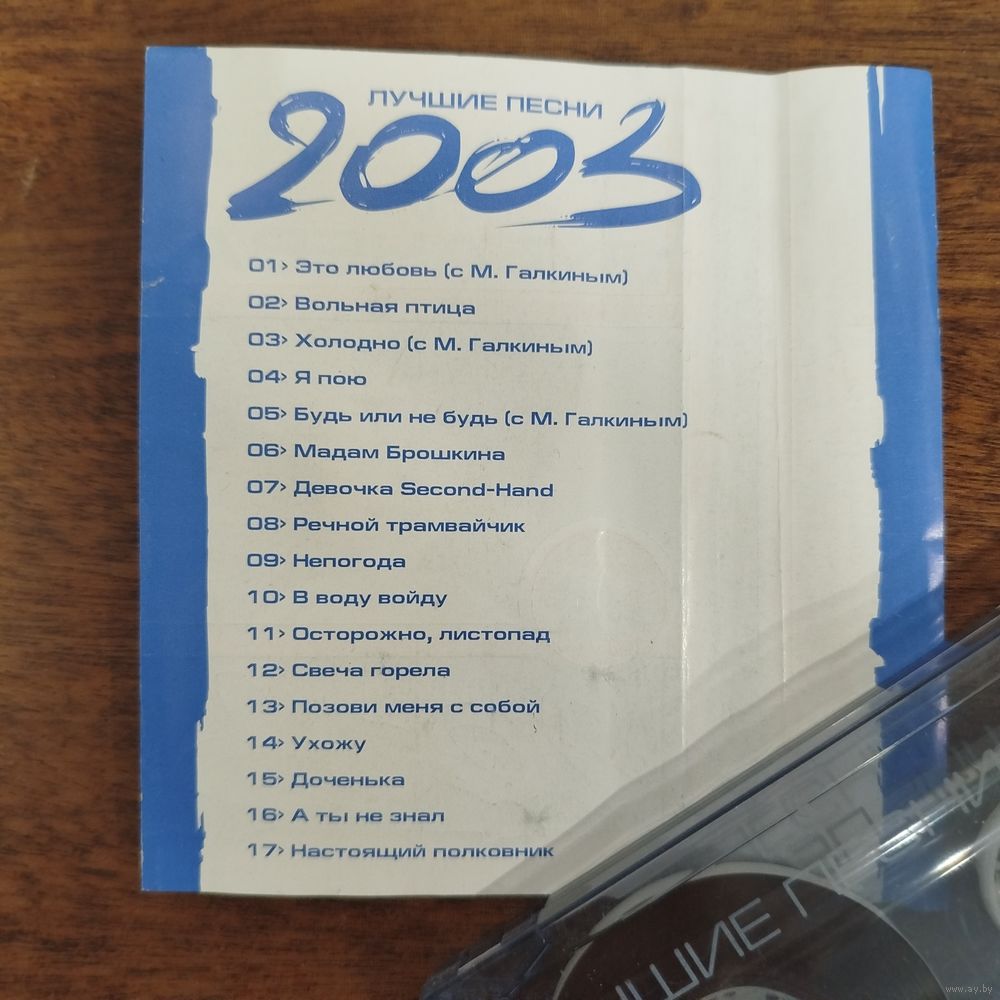 ЛУЧШИЕ ПЕСНИ
2003
01> Это любовь (с М. Галкиным)
02> Вольная птица
03> Холодно (с М. Галкиным)
04> Я пою
05> Будь или не будь (с М. Галкиным)
06> Мадам Брошкина
07> Девочка Second-Hand
08> Речной трамвайчик
09> Непогода
10> В воду войду
11> Осторожно, листопад
12> Свеча горела
13> Позови меня с собой
14> Ухожу
15> Доченька
16> А ты не знал
17> Настоящий полковник
www.ay.by